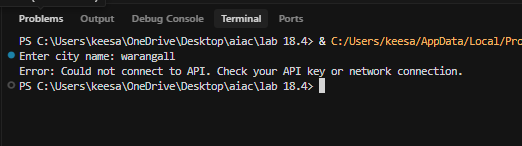 Problems Output Debug Console Terminal Ports
PS C:\Users\keesa\OneDrive\Desktop\aiac\lab 18.4> & C:/Users/keesa/AppData/Local/Pro
Enter city name: warangall
Error: Could not connect to API. Check your API key or network connection.
PS C:\Users\keesa\OneDrive\Desktop\aiac\lab 18.4>